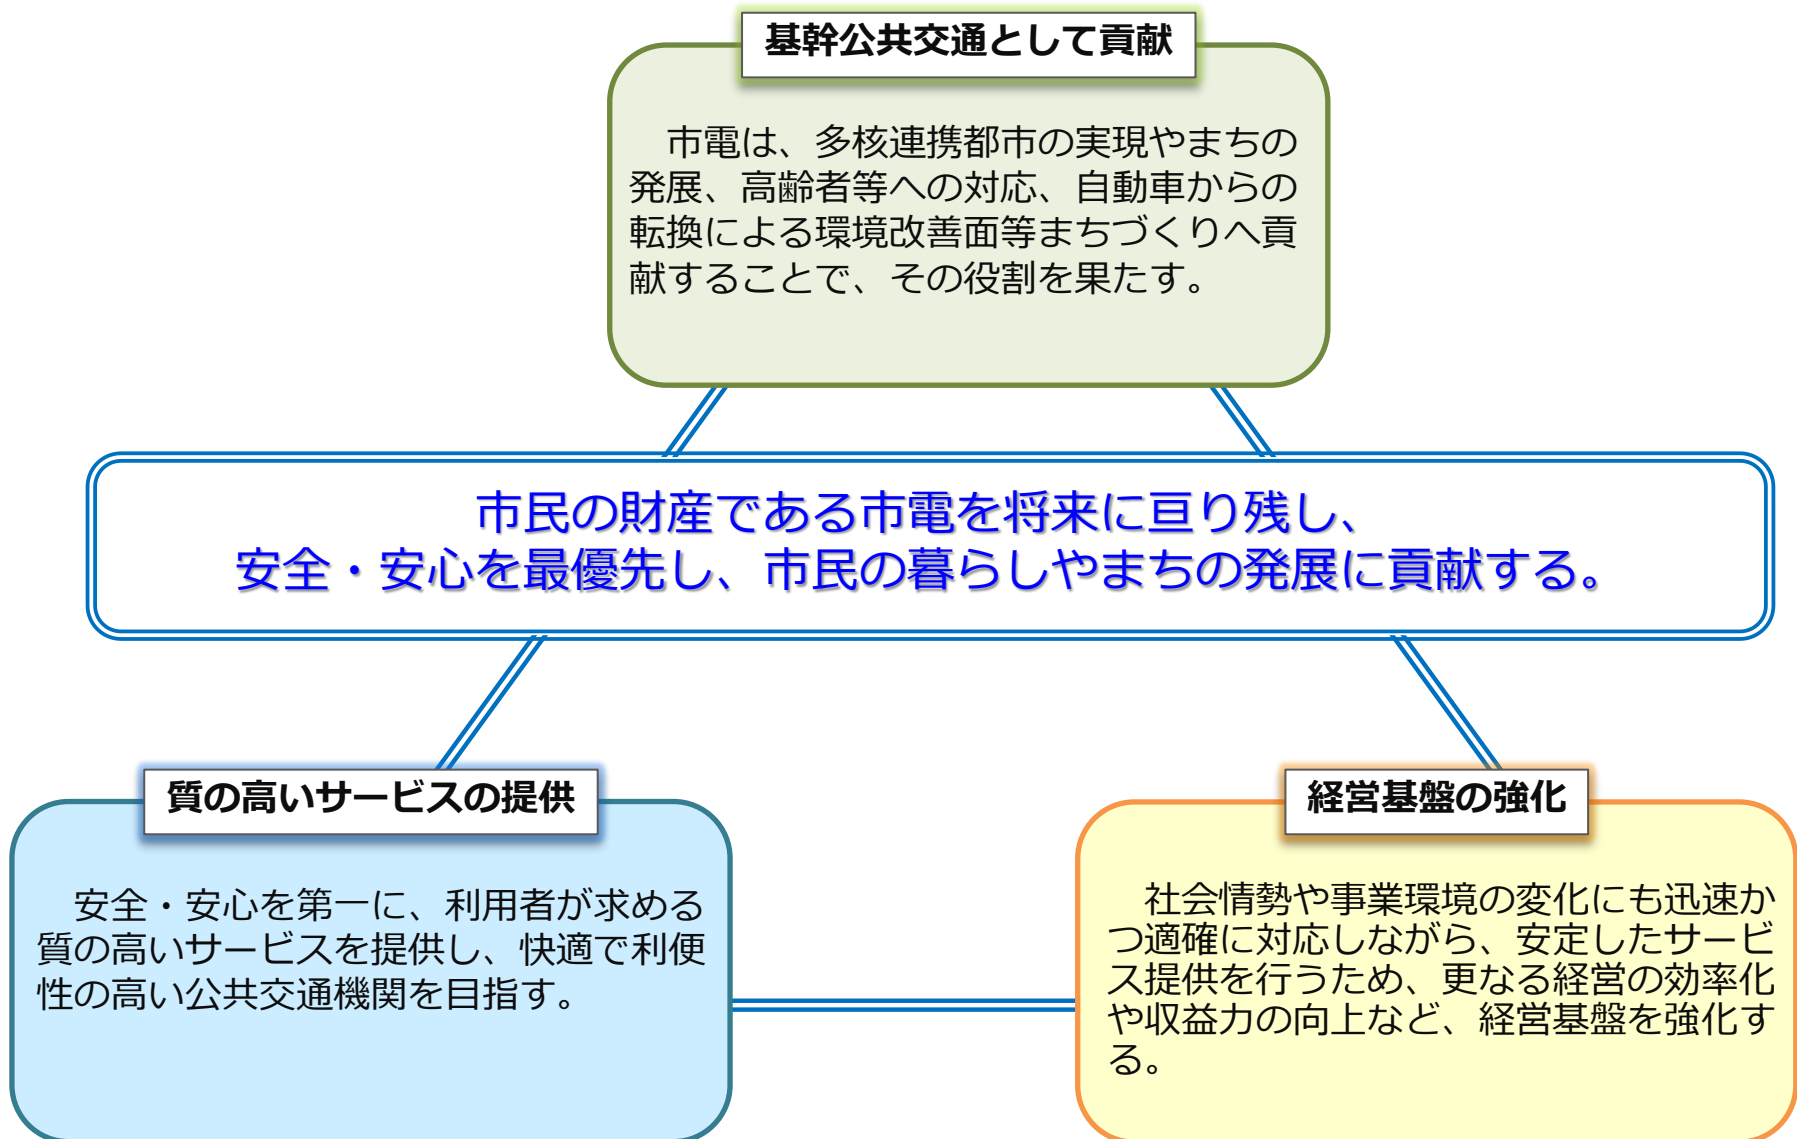 基幹公共交通として貢献
　市電は、多核連携都市の実現やまちの
発展、高齢者等への対応、自動車からの
転換による環境改善面等まちづくりへ貢
献することで、その役割を果たす。
市民の財産である市電を将来に亘り残し、
安全・安心を最優先し、市民の暮らしやまちの発展に貢献する。
質の高いサービスの提供
　安全・安心を第一に、利用者が求める
質の高いサービスを提供し、快適で利便
性の高い公共交通機関を目指す。
経営基盤の強化
　社会情勢や事業環境の変化にも迅速か
つ適確に対応しながら、安定したサービ
ス提供を行うため、更なる経営の効率化
や収益力の向上など、経営基盤を強化す
る。